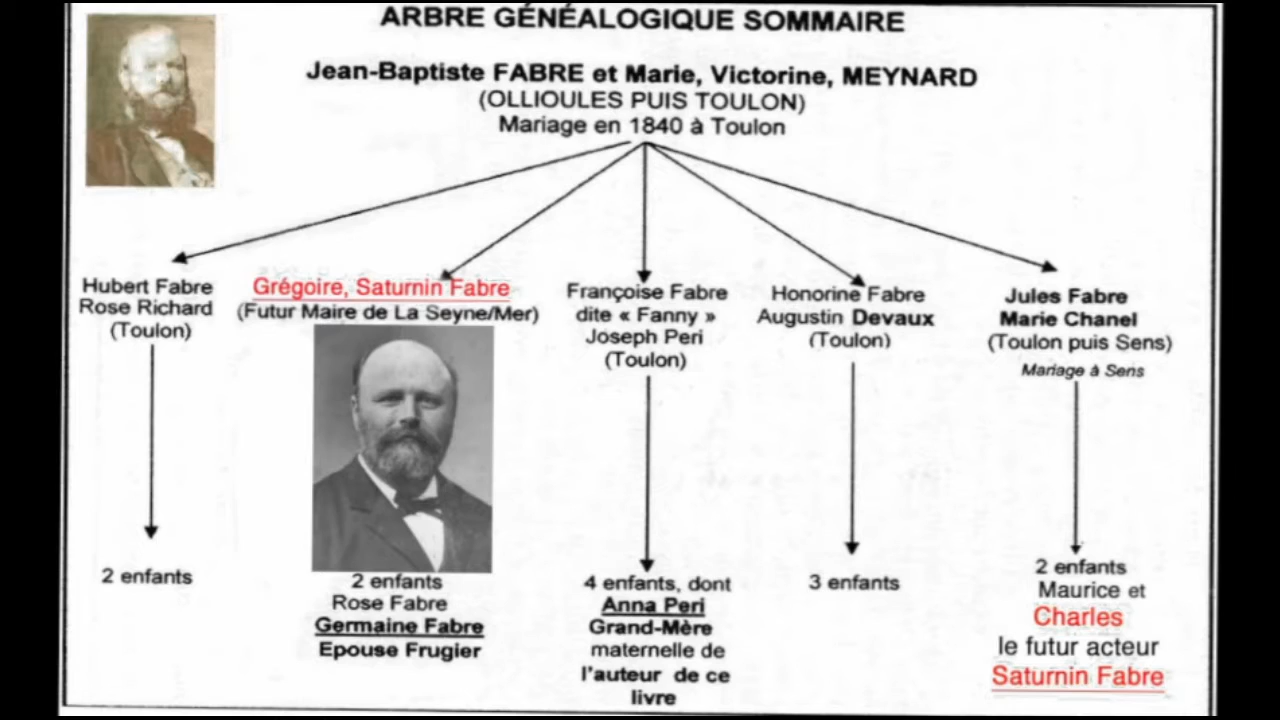 ARBRE GÉNÉALOGIQUE SOMMAIRE
Jean-Baptiste FABRE et Marie, Victorine, MEYNARD
(OLLIOULES PUIS TOULON)
Mariage en 1840 à Toulon
Hubert Fabre
Rose Richard
(Toulon)
2 enfants
Grégoire, Saturnin Fabre
(Futur Maire de La Seyne/Mer)
2 enfants
Rose Fabre
Germaine Fabre
Epouse Frugier
Françoise Fabre
dite « Fanny »
Joseph Peri
(Toulon)
4 enfants, dont
Anna Peri
Grand-Mère
maternelle de
l'auteur de ce
livre
Honorine Fabre
Augustin Devaux
(Toulon)
3 enfants
Jules Fabre
Marie Chanel
(Toulon puis Sens)
Mariage à Sens
2 enfants
Maurice et
Charles
le futur acteur
Saturnin Fabre